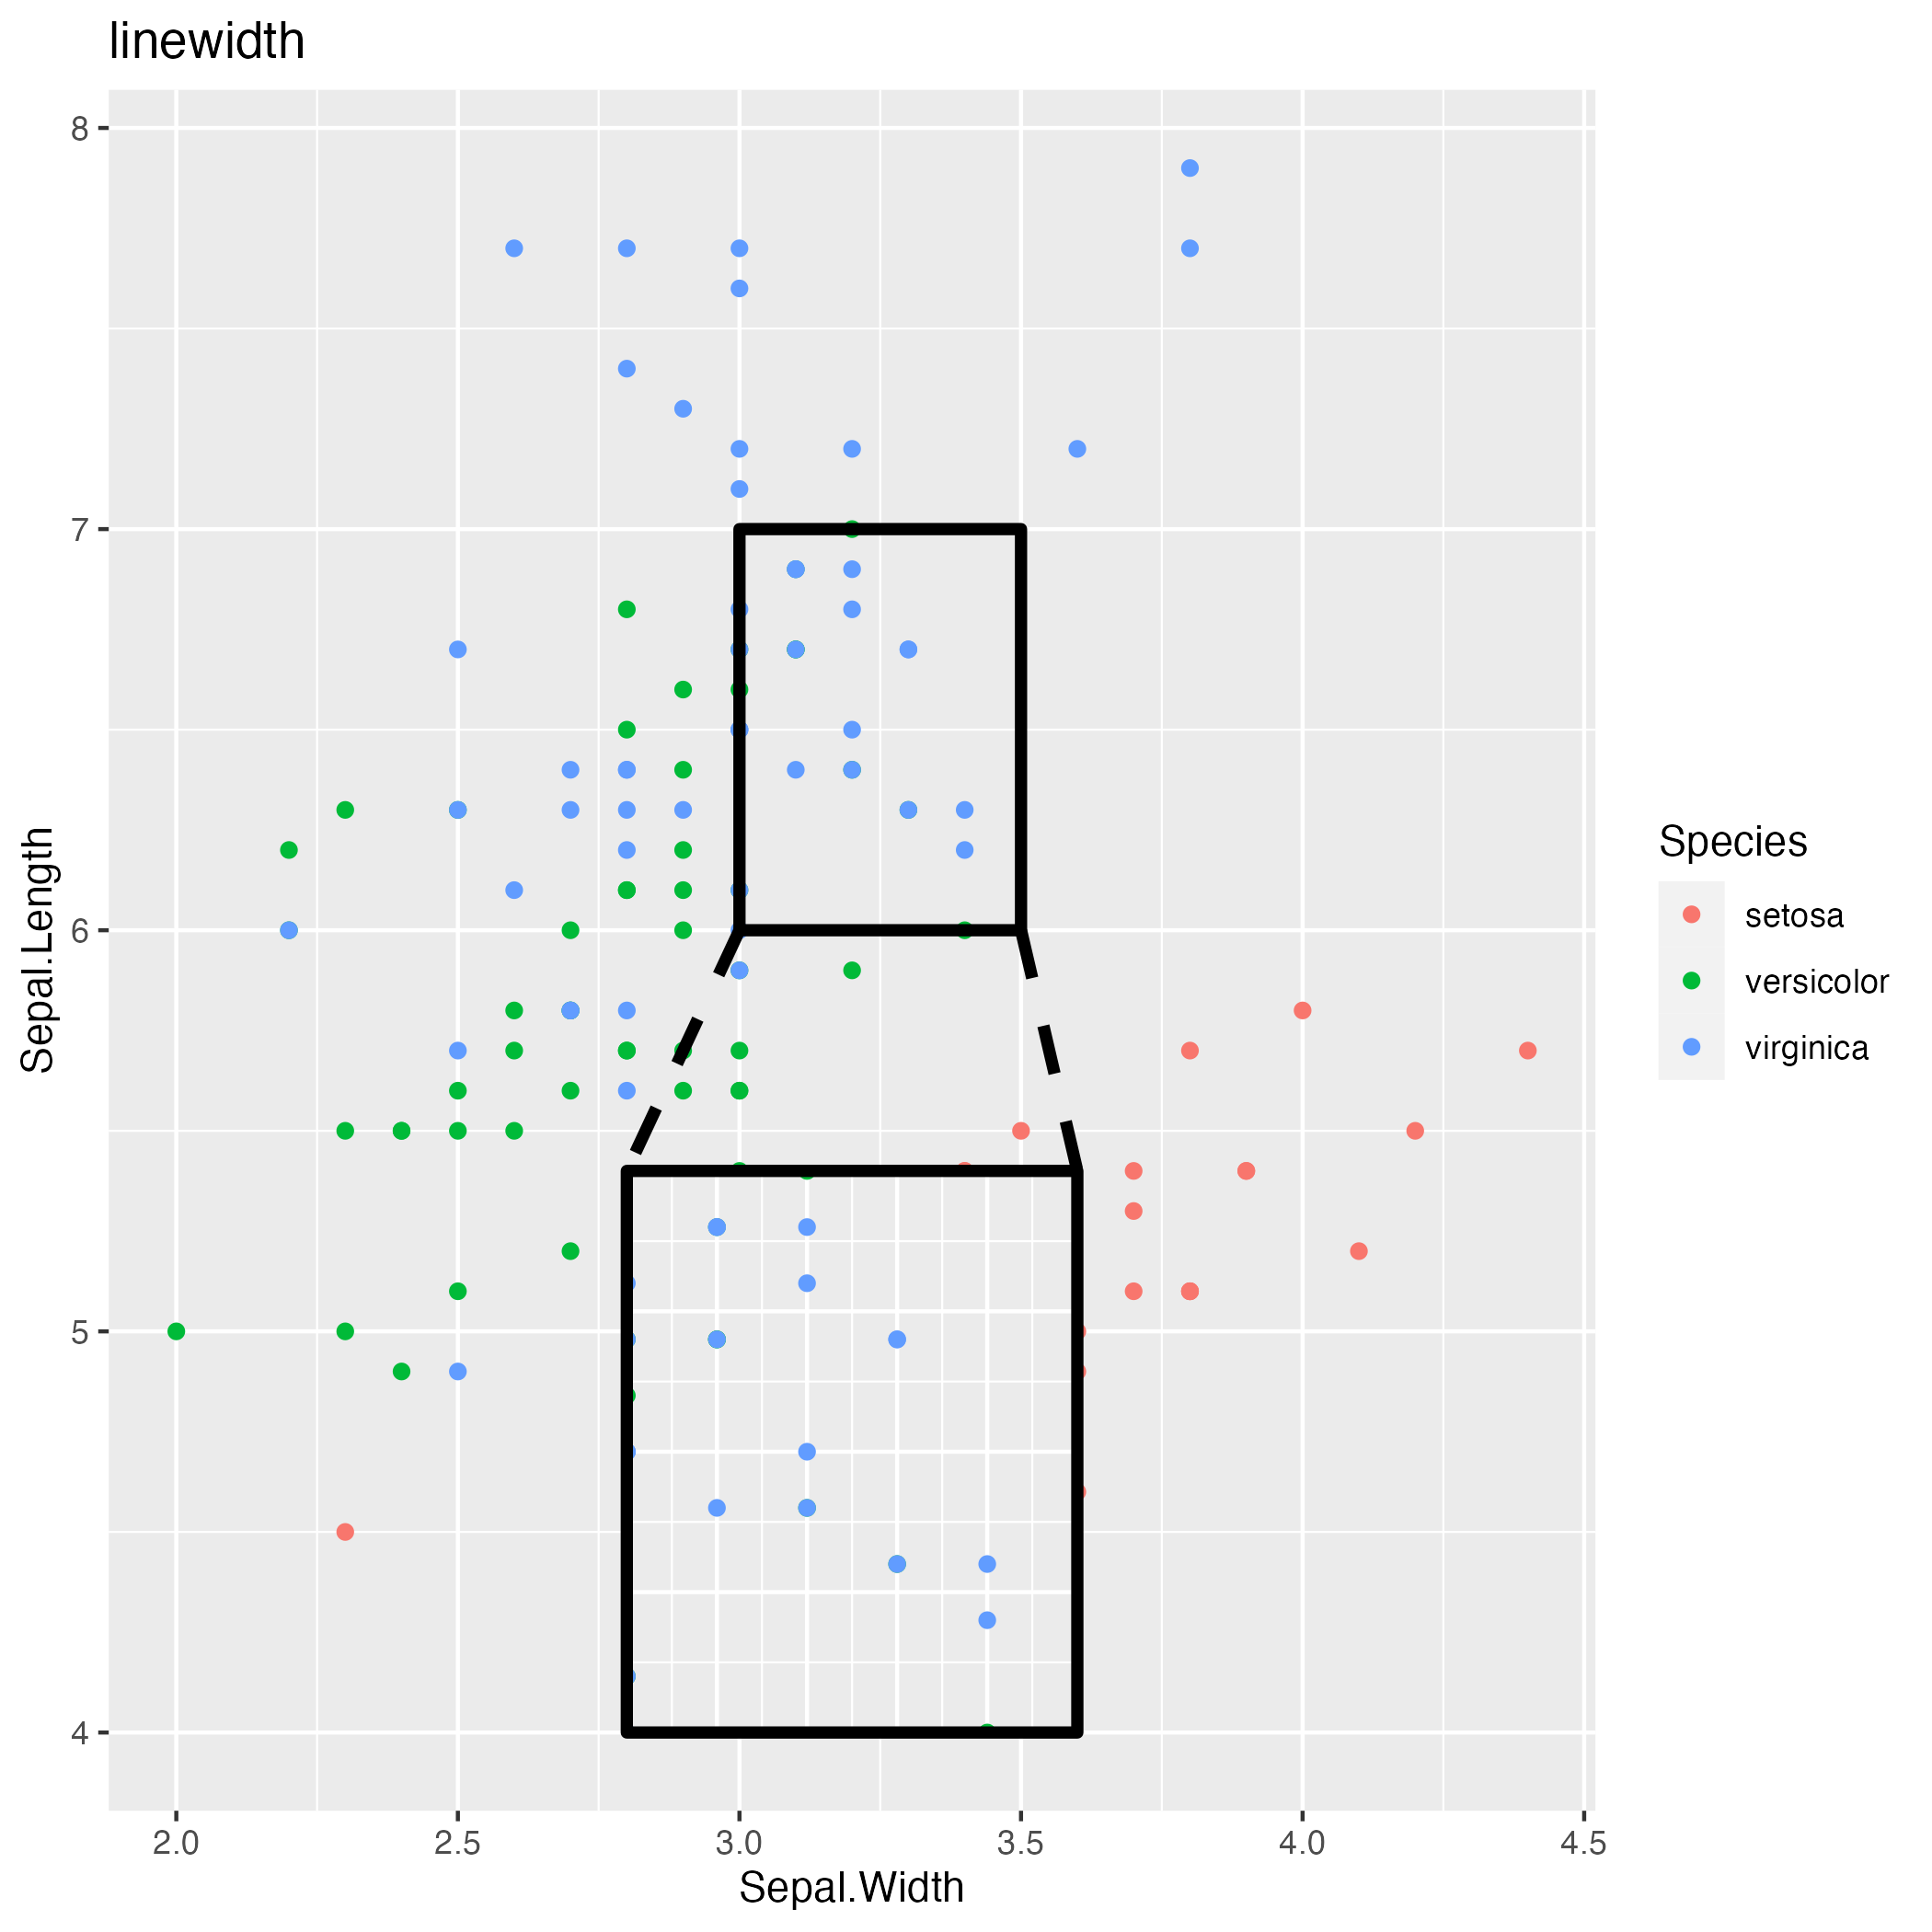 linewidth
8
7
6
5
4
Sepal.Length
2.0 2.5 3.0 3.5 4.0 4.5
Sepal.Width
Species
setosa
versicolor
virginica